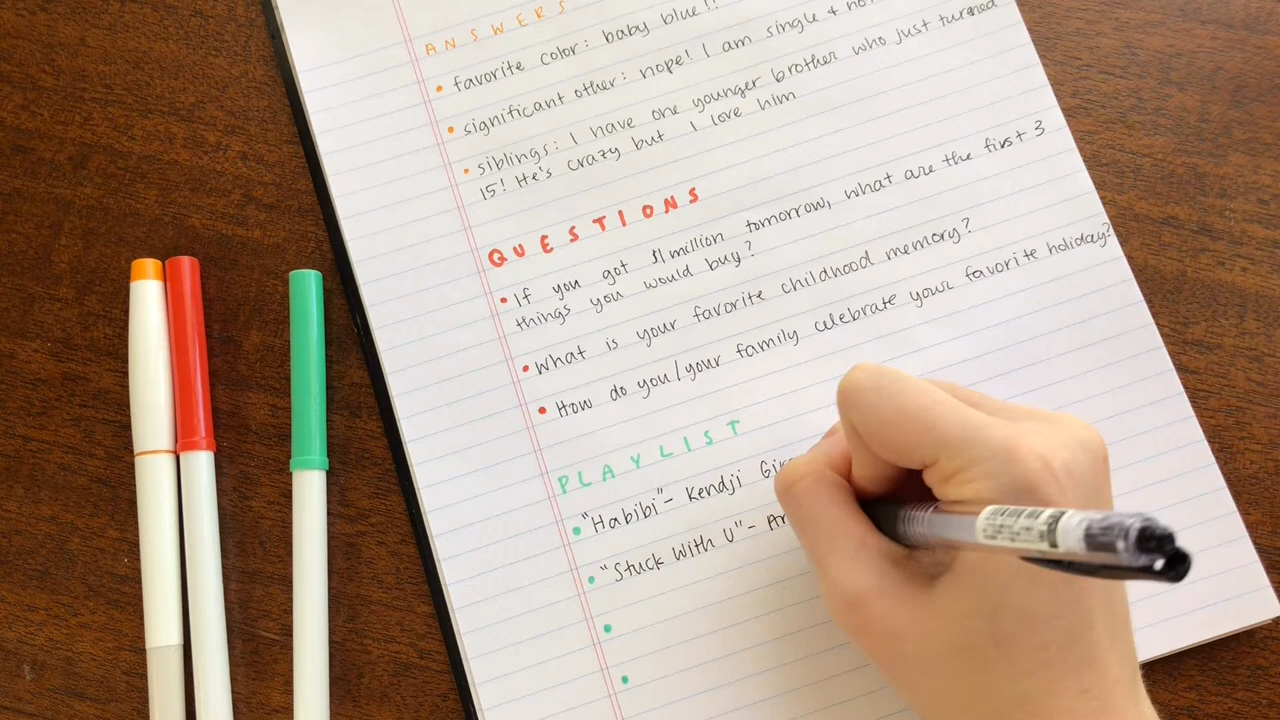 ANSWERS
• favorite color: baby blue!!
• significant other: nope! I am single + no
• siblings: I have one younger brother who just turned
15! He's crazy but I love him
QUESTIONS
• If you got $1 million tomorrow, what are the first 3
things you would buy?
• What is your favorite childhood memory?
• How do you/your family celebrate your favorite holiday?
PLAYLIST
• "Habibi" - Kendji Gir
• "Stuck With U" - Ar
•
•